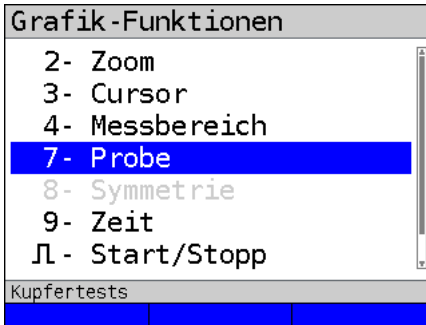 Grafik-Funktionen
2- Zoom
3- Cursor
4- Messbereich
7- Probe
8- Symmetrie
9- Zeit
⎍- Start/Stopp
Kupfertests